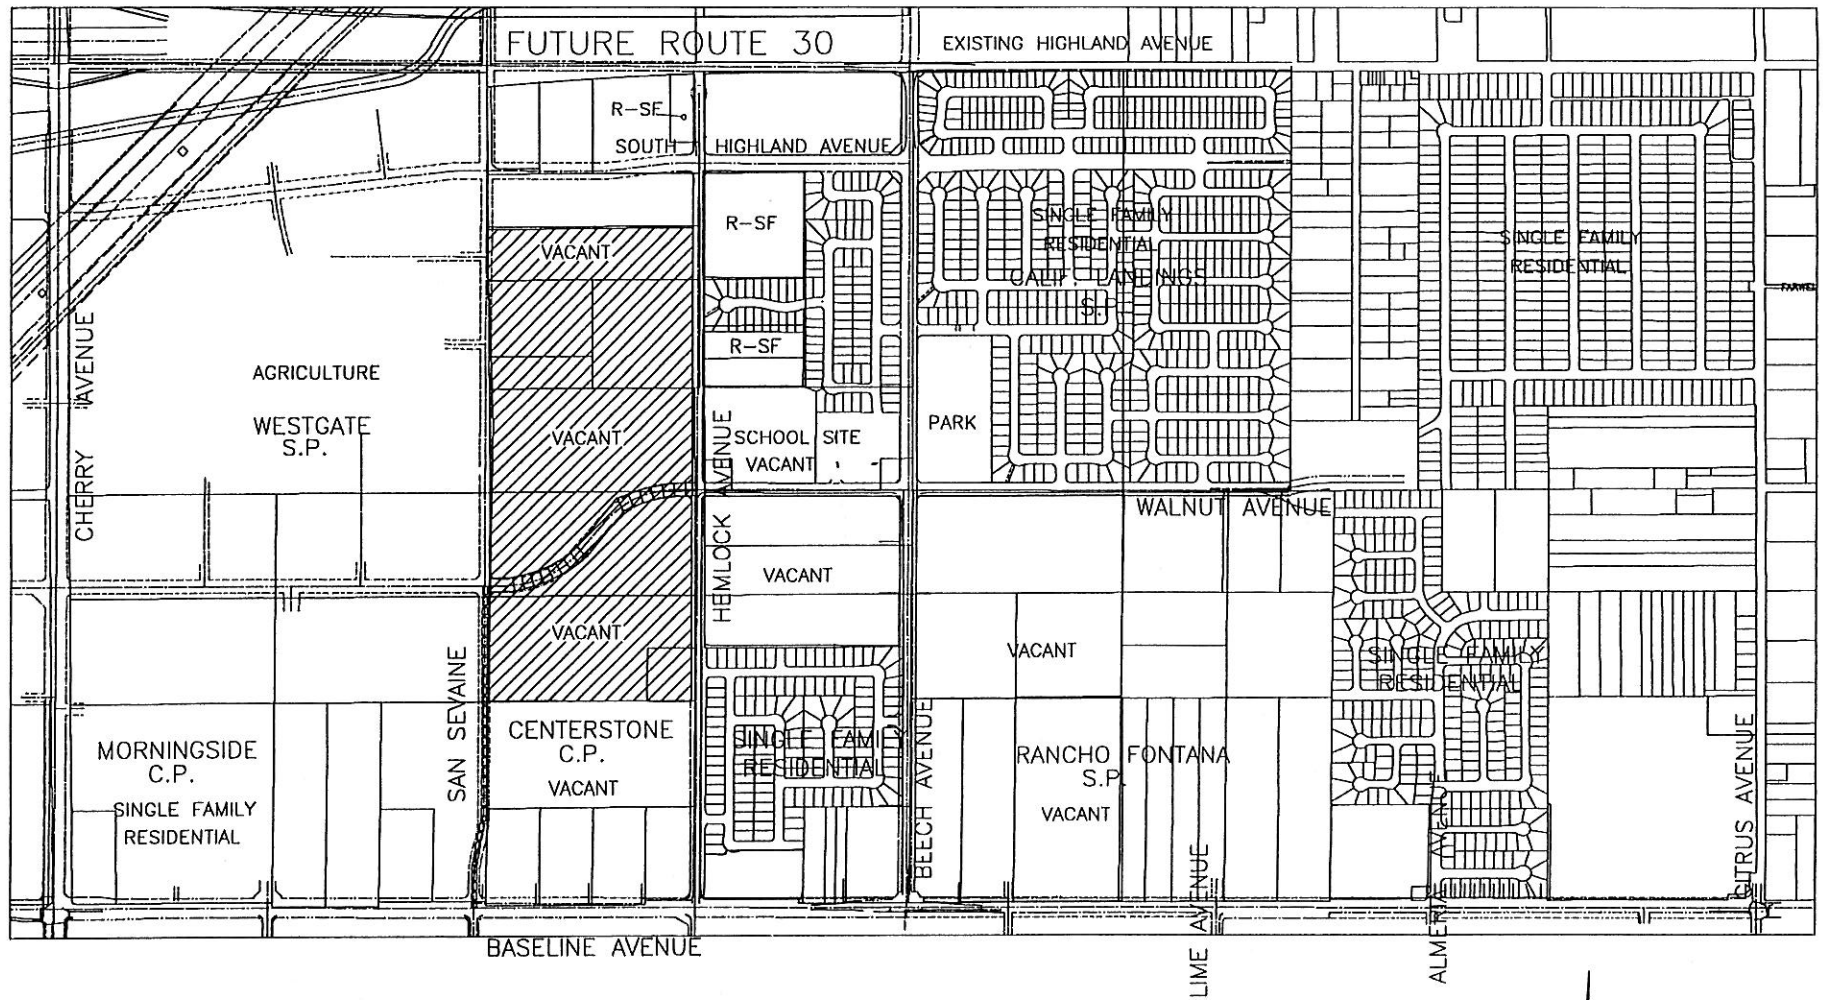 FUTURE ROUTE 30
EXISTING HIGHLAND AVENUE
R-SF
SOUTH HIGHLAND AVENUE
R-SF
VACANT
SINGLE FAMILY
RESIDENTIAL
CALIF. LANDINGS
S.P.
SINGLE FAMILY
RESIDENTIAL
CHERRY AVENUE
R-SF
AGRICULTURE
WESTGATE
S.P.
VACANT
SCHOOL SITE
VACANT
PARK
HEMLOCK AVENUE
WALNUT AVENUE
VACANT
VACANT
VACANT
SINGLE FAMILY
RESIDENTIAL
SAN SEVAINE
MORNINGSIDE
C.P.
SINGLE FAMILY
RESIDENTIAL
CENTERSTONE
C.P.
VACANT
SINGLE FAMILY
RESIDENTIAL
BEECH AVENUE
RANCHO FONTANA
S.P.
VACANT
LIME AVENUE
ALMERIA AVENUE
CITRUS AVENUE
BASELINE AVENUE